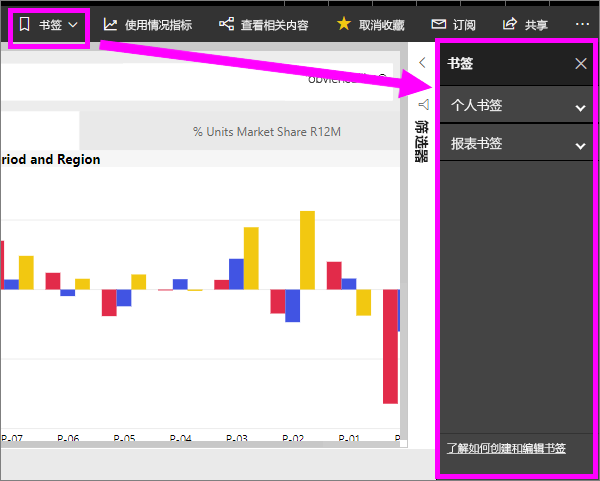 书签
使用情况指标
查看相关内容
取消收藏
订阅
共享
书签
个人书签
报表书签
筛选器
% Units Market Share R12M
riod and Region
P-07
P-06
P-05
P-04
P-03
P-02
P-01
了解如何创建和编辑书签